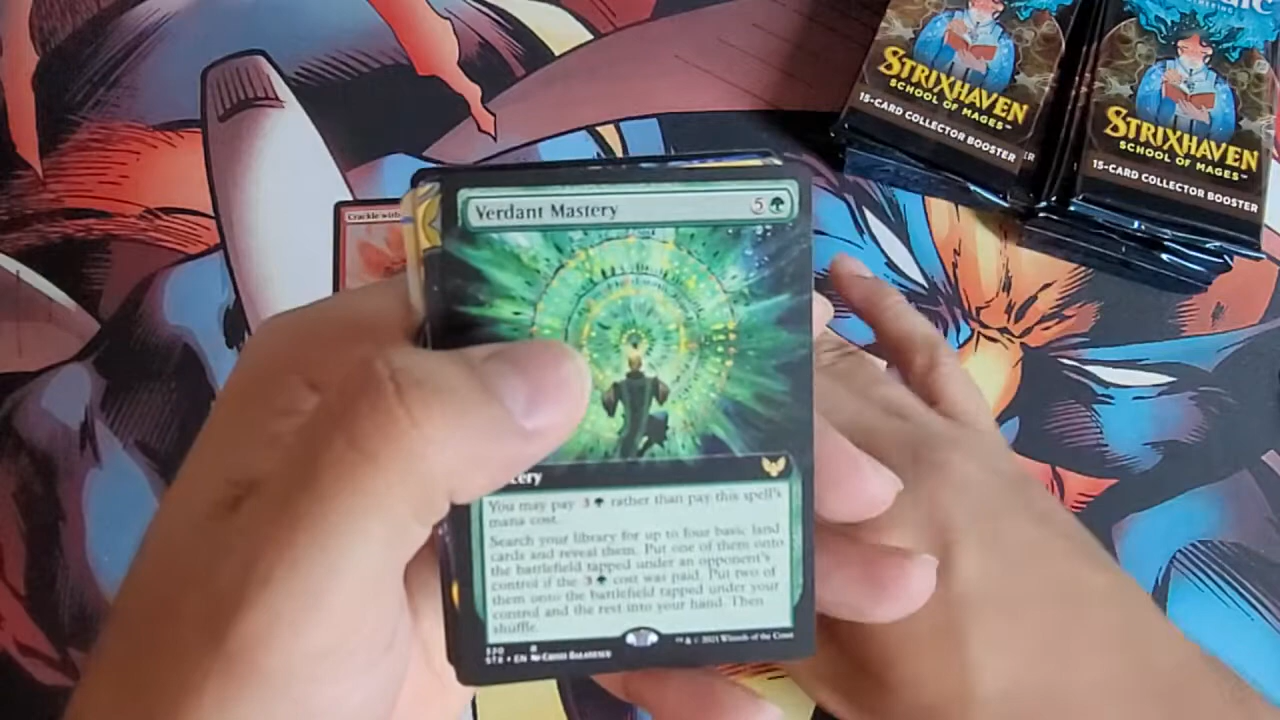 STRIXHAVEN
SCHOOL OF MAGES™
15-CARD COLLECTOR BOOSTER
STRIXHAVEN
SCHOOL OF MAGES™
15-CARD COLLECTOR BOOSTER
Crackle with
Verdant Mastery
5
You may pay 3 rather than pay this spell's
mana cost.
Search your library for up to four basic land
cards and reveal them. Put one of them onto
the battlefield tapped under an opponent's
control if the 3 cost was paid. Put two of
them onto the battlefield tapped under your
control and the rest into your hand. Then
shuffle.
R
STX • EN
™ & © 2021 Wizards of the Coast